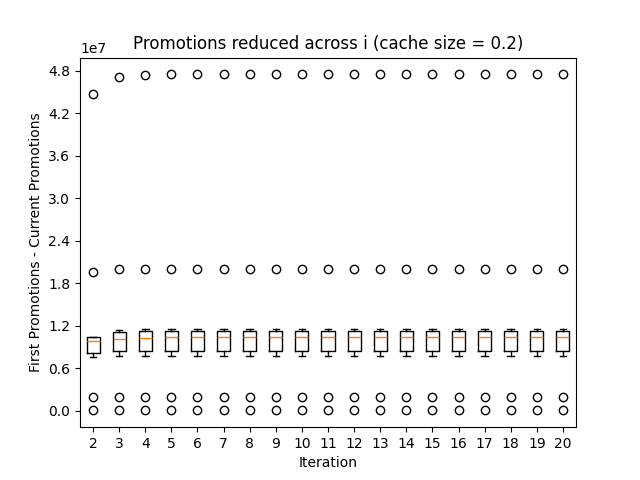 Promotions reduced across i (cache size = 0.2)
1e7
4.8
4.2
3.6
3.0
2.4
1.8
1.2
0.6
0.0
First Promotions - Current Promotions
2 3 4 5 6 7 8 9 10 11 12 13 14 15 16 17 18 19 20
Iteration